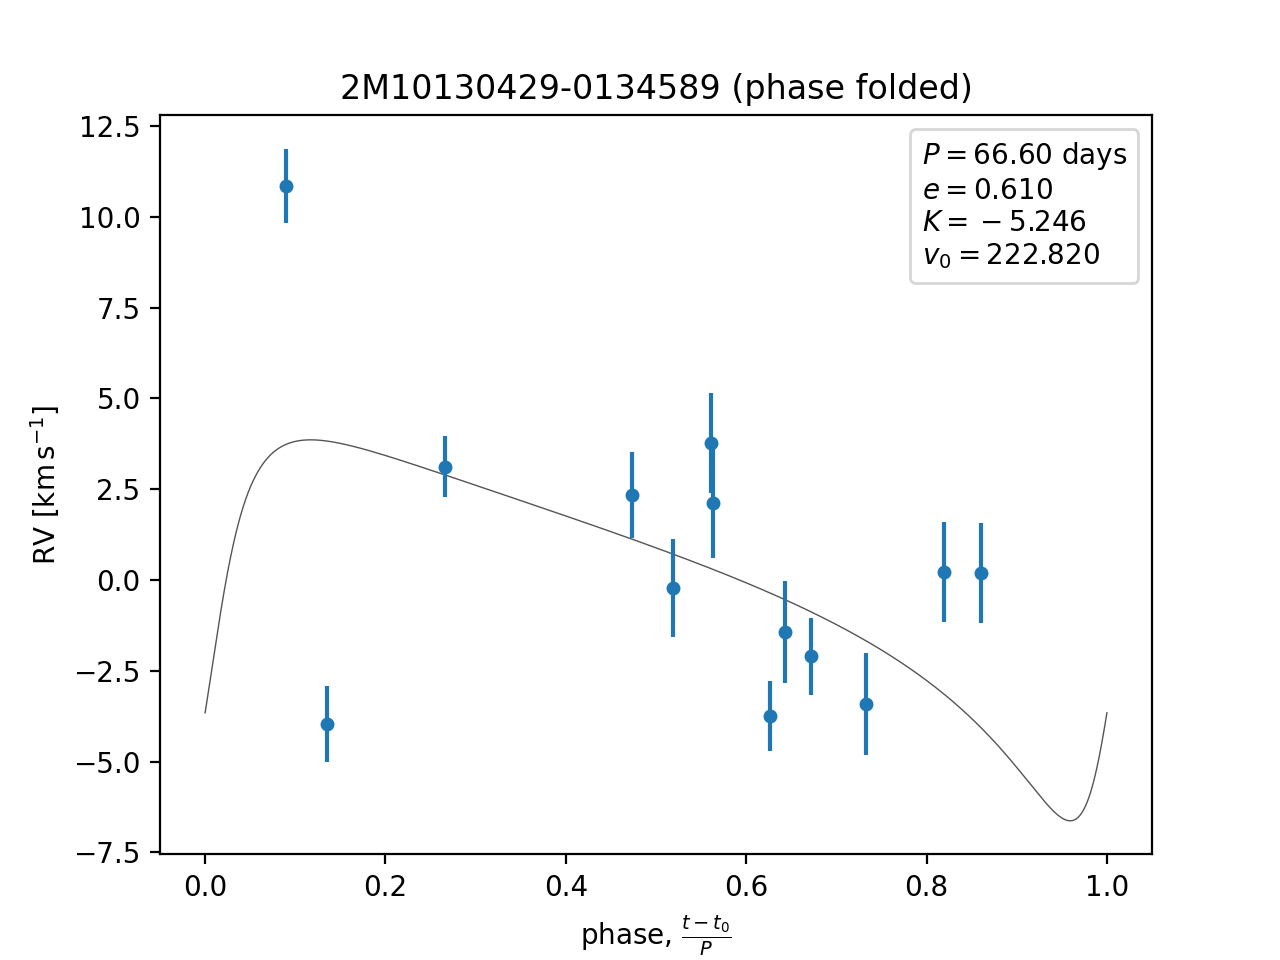 2M10130429-0134589 (phase folded)
P = 66.60 days
e = 0.610
K = −5.246
v₀ = 222.820
12.5
10.0
7.5
5.0
2.5
0.0
−2.5
−5.0
−7.5
RV [km s⁻¹]
0.0 0.2 0.4 0.6 0.8 1.0
phase, (t − t₀)/P